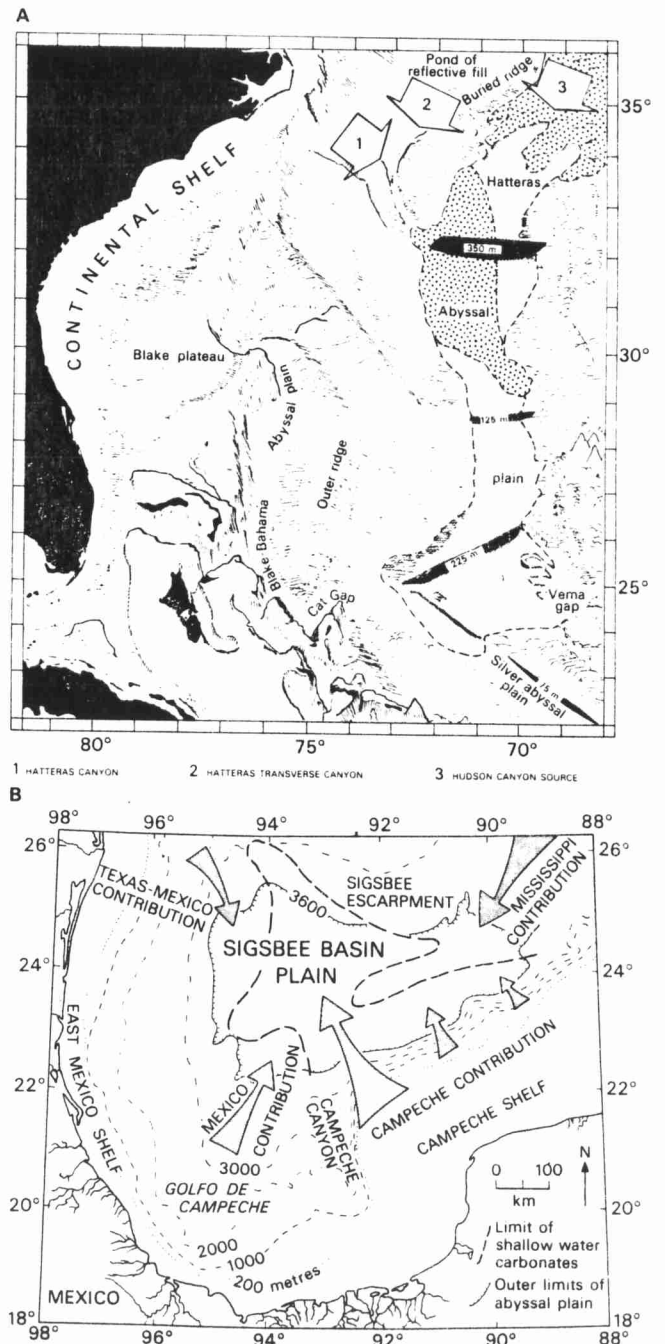 A
Pond of
reflective fill
Buried ridge
1
2
3
35°
CONTINENTAL SHELF
Hatteras
350 m
Abyssal
Blake plateau
30°
Abyssal plain
125 m
plain
Outer ridge
Blake Bahama
225 m
25°
Cat Gap
Verna
gap
Silver abyssal
plain
15 m
80°
75°
70°
1 HATTERAS CANYON
2 HATTERAS TRANSVERSE CANYON
3 HUDSON CANYON SOURCE
B
98°
96°
94°
92°
90°
88°
26°
26°
TEXAS-MEXICO
CONTRIBUTION
SIGSBEE
ESCARPMENT
MISSISSIPPI
CONTRIBUTION
3600
SIGSBEE BASIN
PLAIN
24°
24°
EAST MEXICO SHELF
22°
22°
MEXICO
CONTRIBUTION
CAMPECHE
CANYON
CAMPECHE CONTRIBUTION
CAMPECHE SHELF
3000
GOLFO DE
CAMPECHE
N
0 100
km
20°
20°
2000
1000
200 metres
Limit of
shallow water
carbonates
Outer limits of
abyssal plain
MEXICO
18°
18°
98°
96°
94°
92°
90°
88°